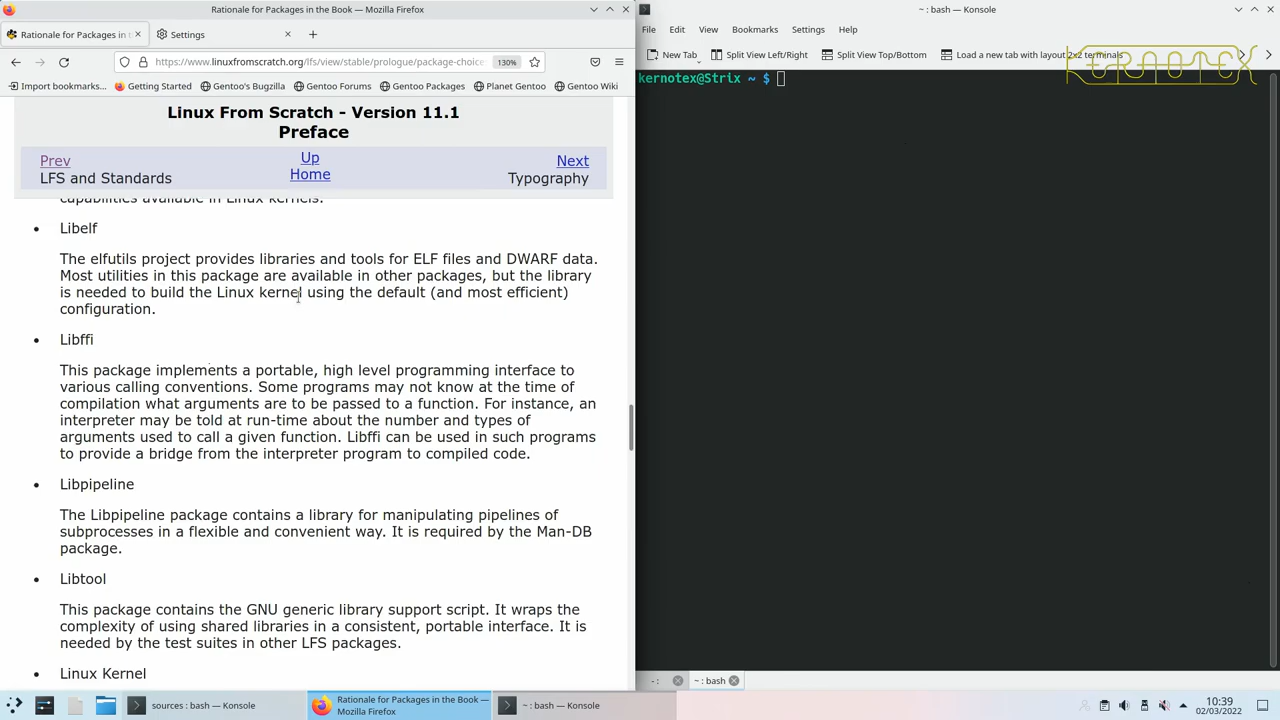 Rationale for Packages in the Book — Mozilla Firefox
~ : bash — Konsole
Rationale for Packages in t
Settings
File Edit View Bookmarks Settings Help
https://www.linuxfromscratch.org/lfs/view/stable/prologue/package-choice
130%
New Tab Split View Left/Right Split View Top/Bottom Load a new tab with layout 2x2 terminals
KERNOTEX
Import bookmarks... Getting Started Gentoo's Bugzilla Gentoo Forums Gentoo Packages Planet Gentoo Gentoo Wiki
kernotex@Strix ~ $
Linux From Scratch - Version 11.1
Preface
Prev Up Next
LFS and Standards Home Typography
capabilities available in Linux kernels.
Libelf
The elfutils project provides libraries and tools for ELF files and DWARF data.
Most utilities in this package are available in other packages, but the library
is needed to build the Linux kernel using the default (and most efficient)
configuration.
Libffi
This package implements a portable, high level programming interface to
various calling conventions. Some programs may not know at the time of
compilation what arguments are to be passed to a function. For instance, an
interpreter may be told at run-time about the number and types of
arguments used to call a given function. Libffi can be used in such programs
to provide a bridge from the interpreter program to compiled code.
Libpipeline
The Libpipeline package contains a library for manipulating pipelines of
subprocesses in a flexible and convenient way. It is required by the Man-DB
package.
Libtool
This package contains the GNU generic library support script. It wraps the
complexity of using shared libraries in a consistent, portable interface. It is
needed by the test suites in other LFS packages.
Linux Kernel
- :
~ : bash
sources : bash — Konsole
Rationale for Packages in the Book —
Mozilla Firefox
~ : bash — Konsole
10:39
02/03/2022